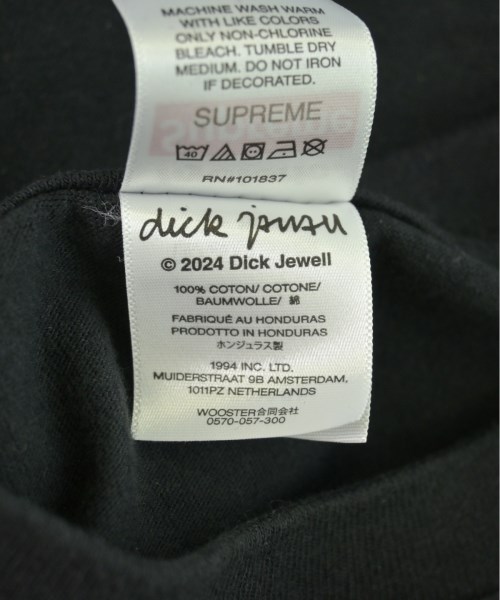 MACHINE WASH WARM
WITH LIKE COLORS
ONLY NON-CHLORINE
BLEACH. TUMBLE DRY
MEDIUM. DO NOT IRON
IF DECORATED.
SUPREME
40
RN#101837
dick jewell
© 2024 Dick Jewell
100% COTON/ COTONE/
BAUMWOLLE/ 綿
FABRIQUÉ AU HONDURAS
PRODOTTO IN HONDURAS
ホンジュラス製
1994 INC. LTD.
MUIDERSTRAAT 9B AMSTERDAM,
1011PZ NETHERLANDS
WOOSTER合同会社
0570-057-300